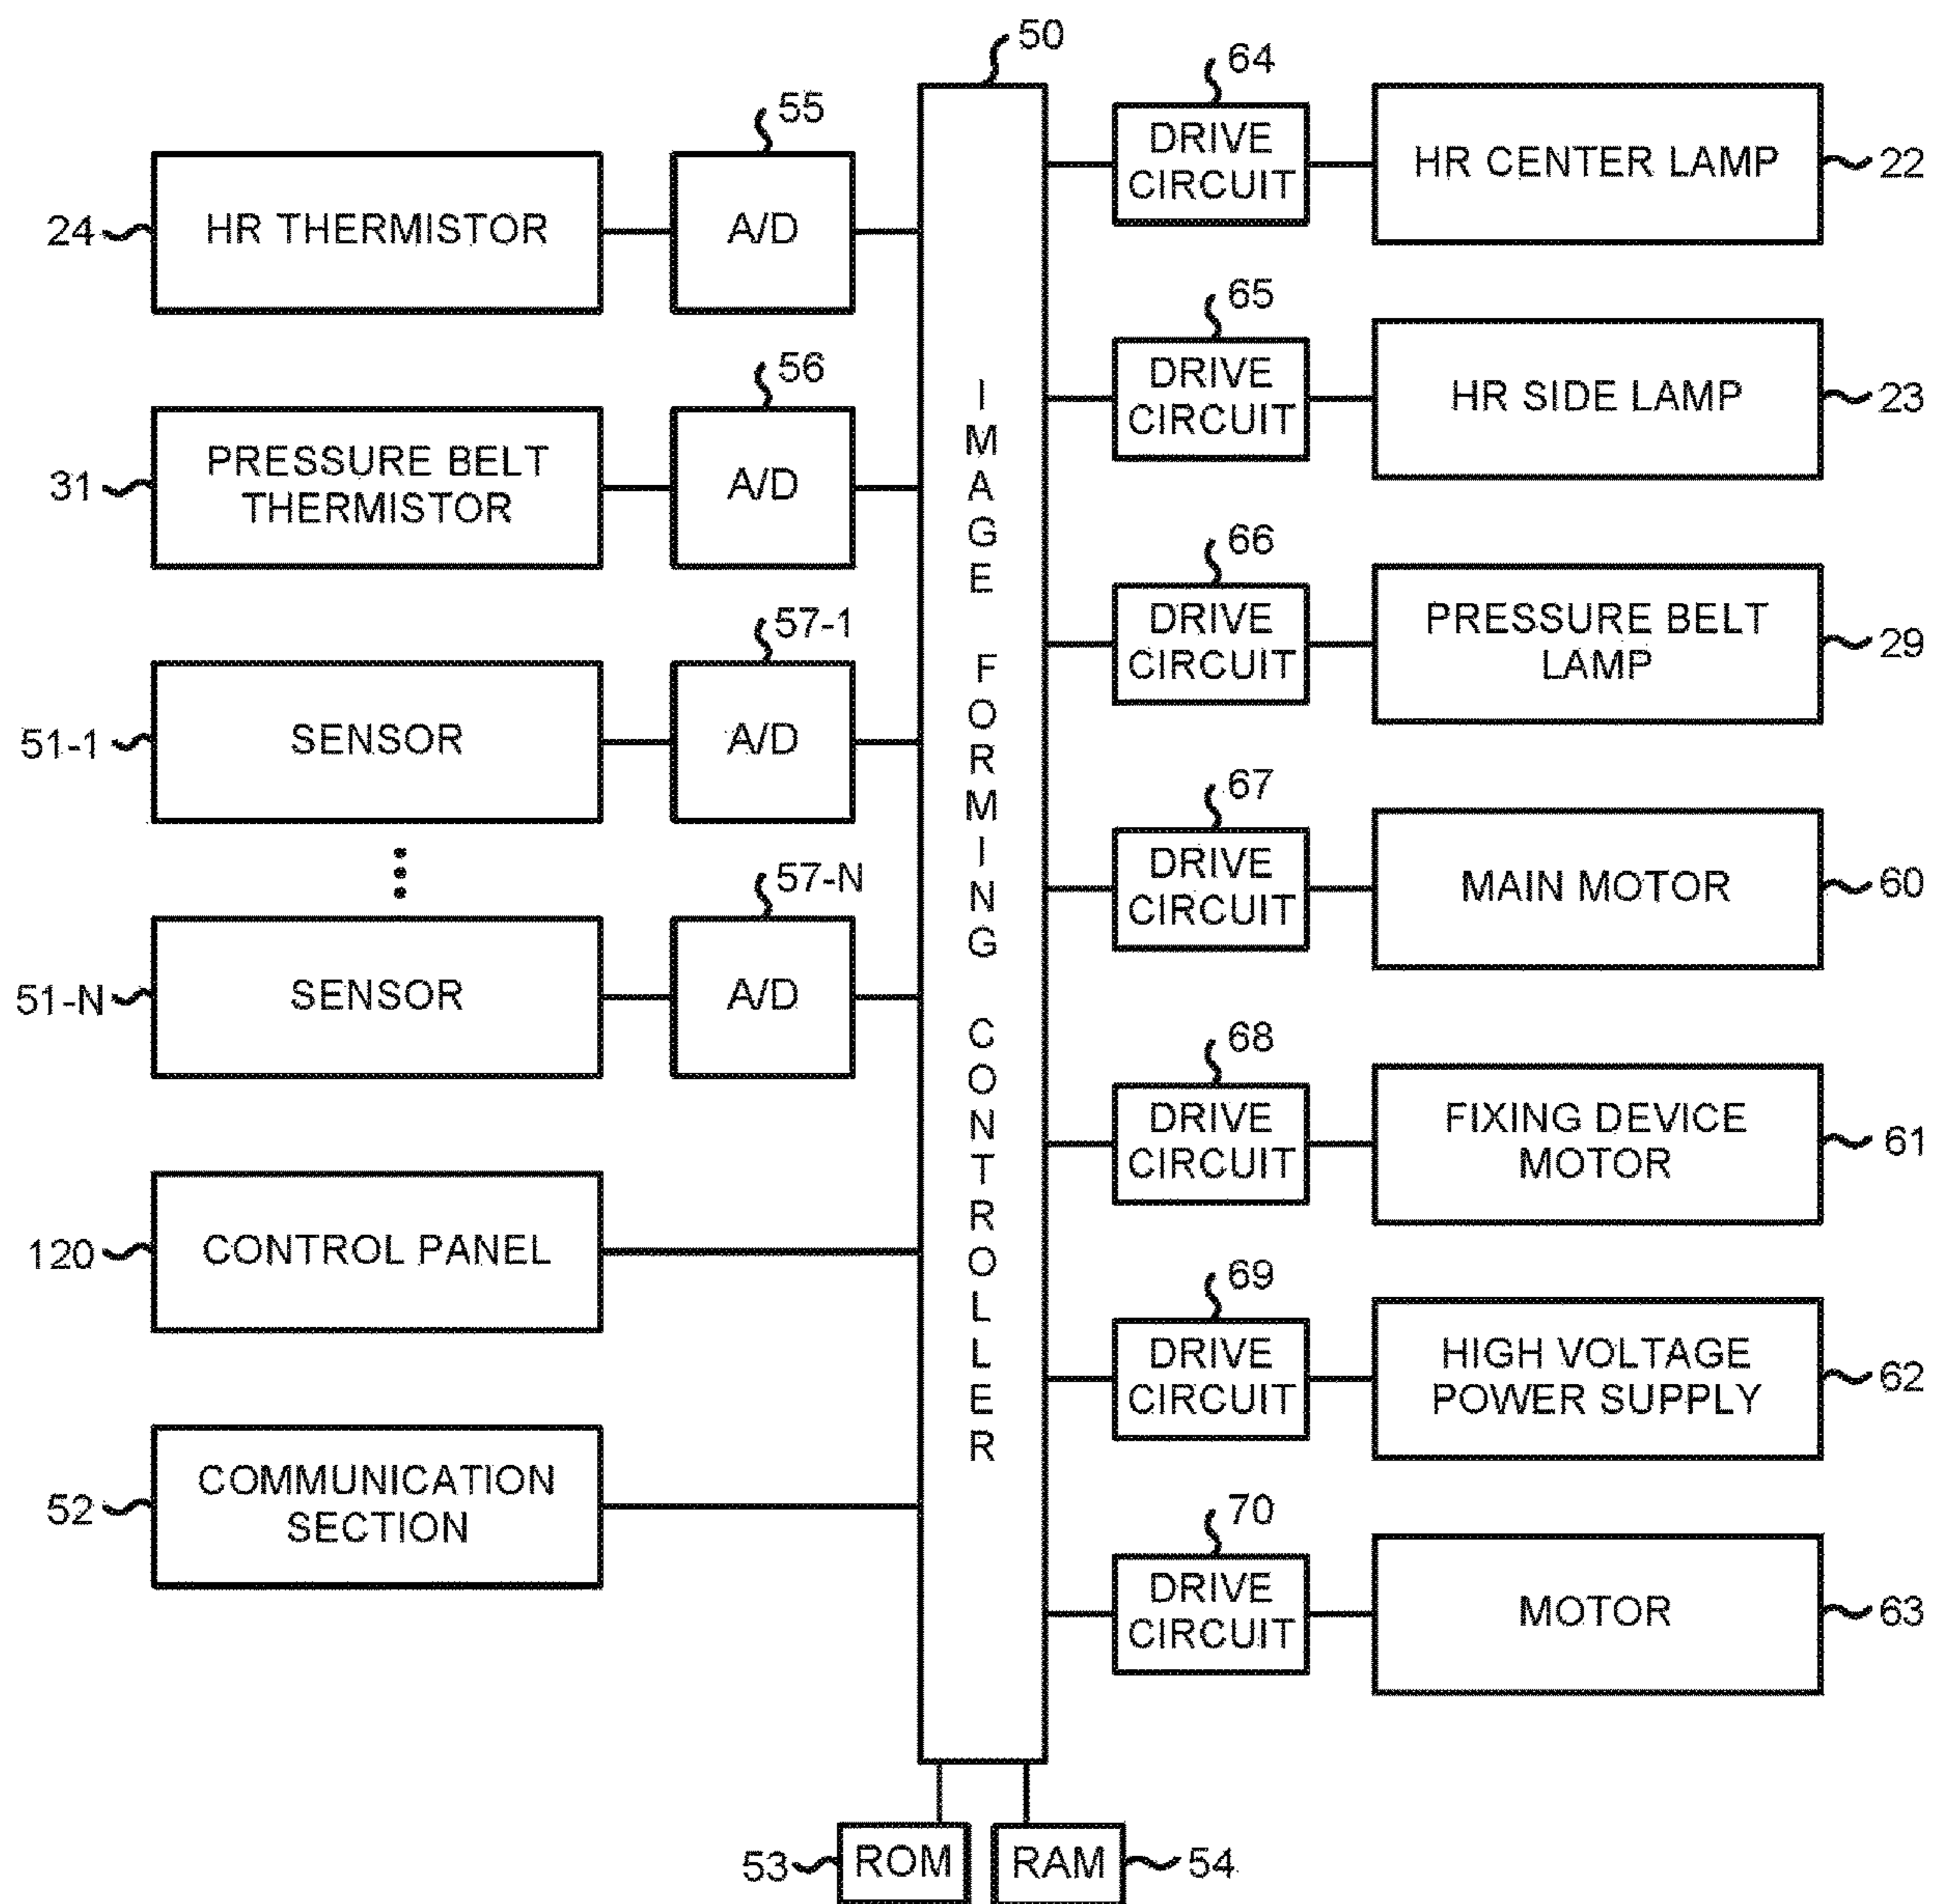 50
55
24
HR THERMISTOR
A/D
56
31
PRESSURE BELT
THERMISTOR
A/D
57-1
51-1
SENSOR
A/D
57-N
51-N
SENSOR
A/D
120
CONTROL PANEL
52
COMMUNICATION
SECTION
IMAGE FORMING CONTROLLER
64
DRIVE
CIRCUIT
HR CENTER LAMP
22
65
DRIVE
CIRCUIT
HR SIDE LAMP
23
66
DRIVE
CIRCUIT
PRESSURE BELT
LAMP
29
67
DRIVE
CIRCUIT
MAIN MOTOR
60
68
DRIVE
CIRCUIT
FIXING DEVICE
MOTOR
61
69
DRIVE
CIRCUIT
HIGH VOLTAGE
POWER SUPPLY
62
70
DRIVE
CIRCUIT
MOTOR
63
53
ROM
RAM
54